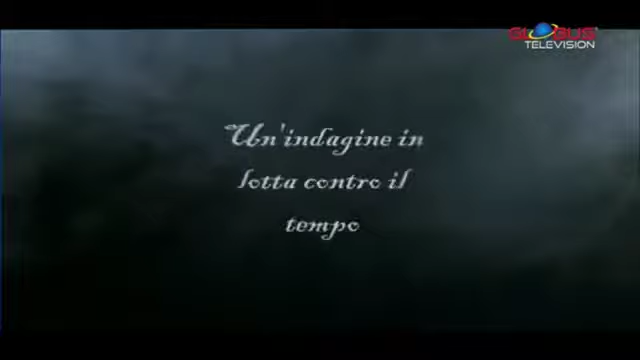 GLOBUS
TELEVISION
Un'indagine in
lotta contro il
tempo